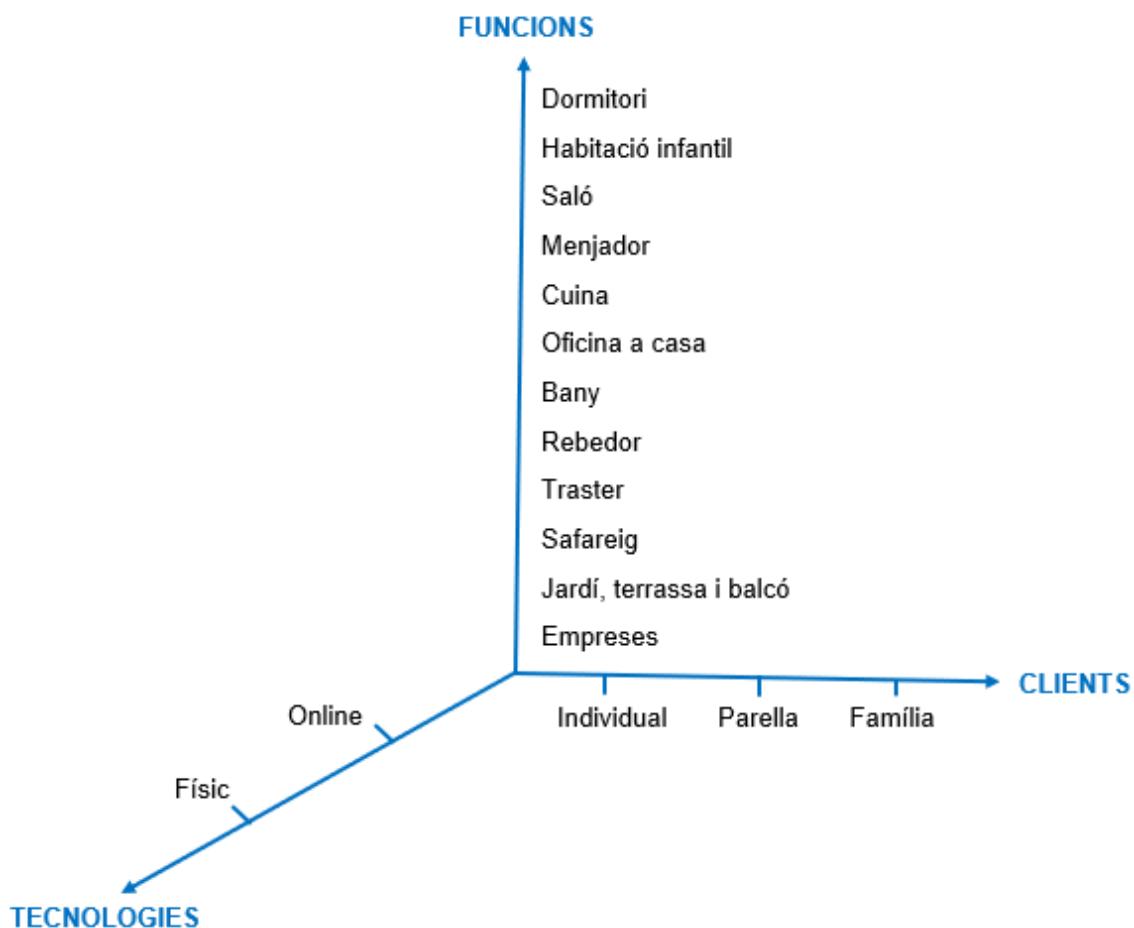 FUNCIONS
Dormitori
Habitació infantil
Saló
Menjador
Cuina
Oficina a casa
Bany
Rebedor
Traster
Safareig
Jardí, terrassa i balcó
Empreses
CLIENTS
Individual
Parella
Família
Online
Físic
TECNOLOGIES